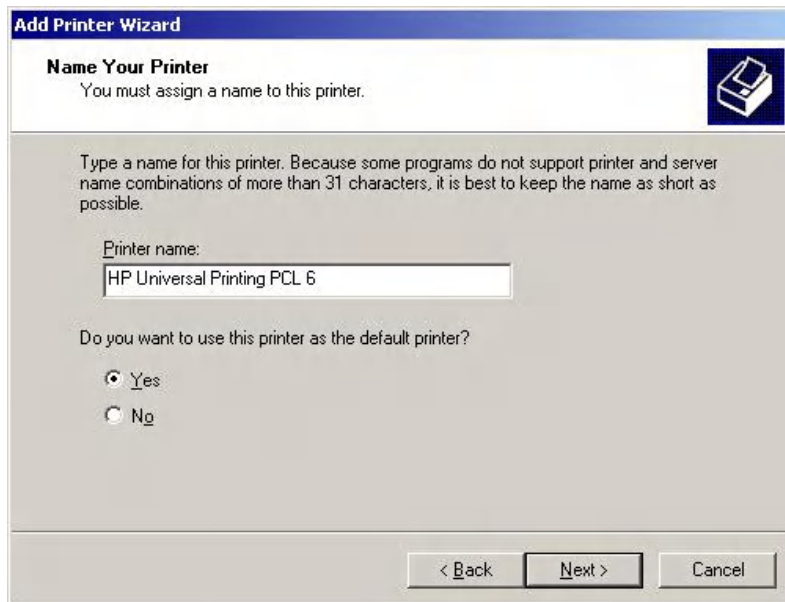 Add Printer Wizard
Name Your Printer
You must assign a name to this printer.
Type a name for this printer. Because some programs do not support printer and server
name combinations of more than 31 characters, it is best to keep the name as short as
possible.
Printer name:
HP Universal Printing PCL 6
Do you want to use this printer as the default printer?
Yes
No
< Back
Next >
Cancel